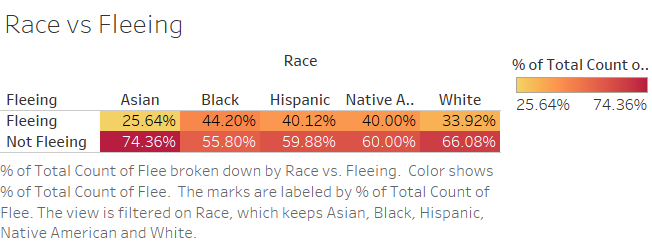 Race vs Fleeing
Race
Fleeing Asian Black Hispanic Native A.. White
Fleeing 25.64% 44.20% 40.12% 40.00% 33.92%
Not Fleeing 74.36% 55.80% 59.88% 60.00% 66.08%
% of Total Count o..
25.64% 74.36%
% of Total Count of Flee broken down by Race vs. Fleeing. Color shows
% of Total Count of Flee. The marks are labeled by % of Total Count of
Flee. The view is filtered on Race, which keeps Asian, Black, Hispanic,
Native American and White.